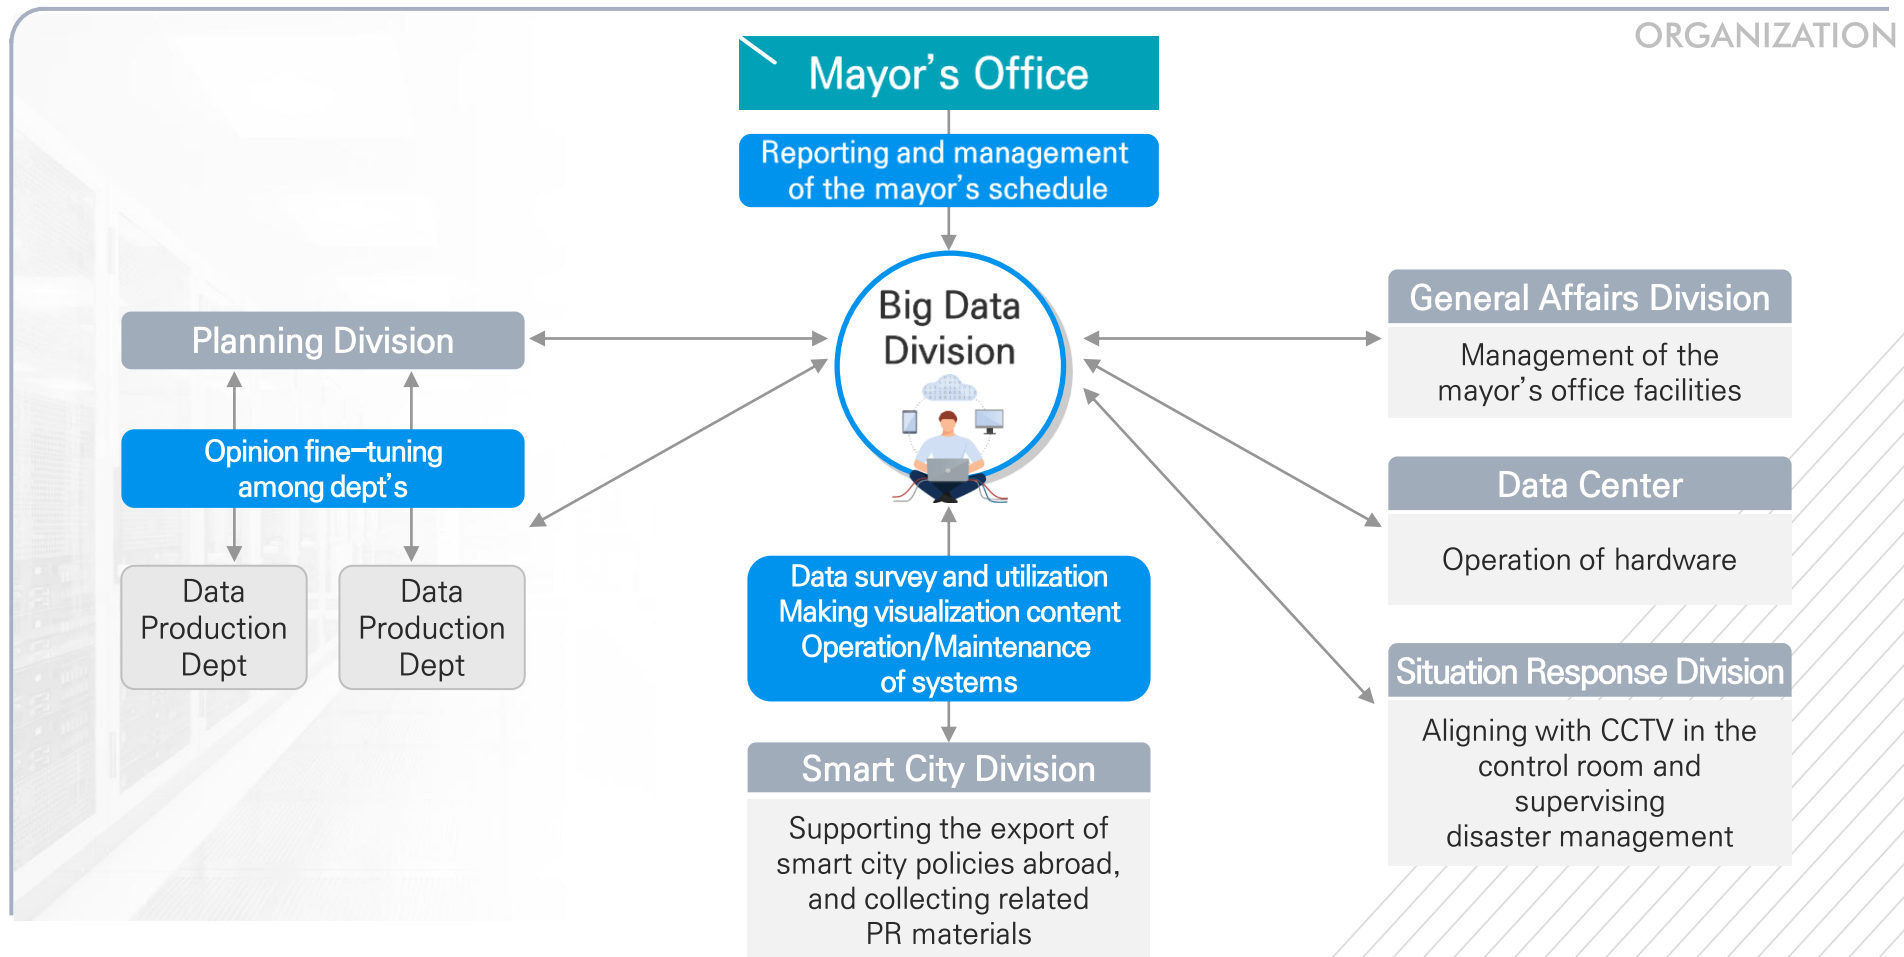 ORGANIZATION
Mayor’s Office
Reporting and management
of the mayor’s schedule
Big Data
Division
Planning Division
Opinion fine-tuning
among dept’s
Data
Production
Dept
Data
Production
Dept
Data survey and utilization
Making visualization content
Operation/Maintenance
of systems
Smart City Division
Supporting the export of
smart city policies abroad,
and collecting related
PR materials
General Affairs Division
Management of the
mayor’s office facilities
Data Center
Operation of hardware
Situation Response Division
Aligning with CCTV in the
control room and
supervising
disaster management